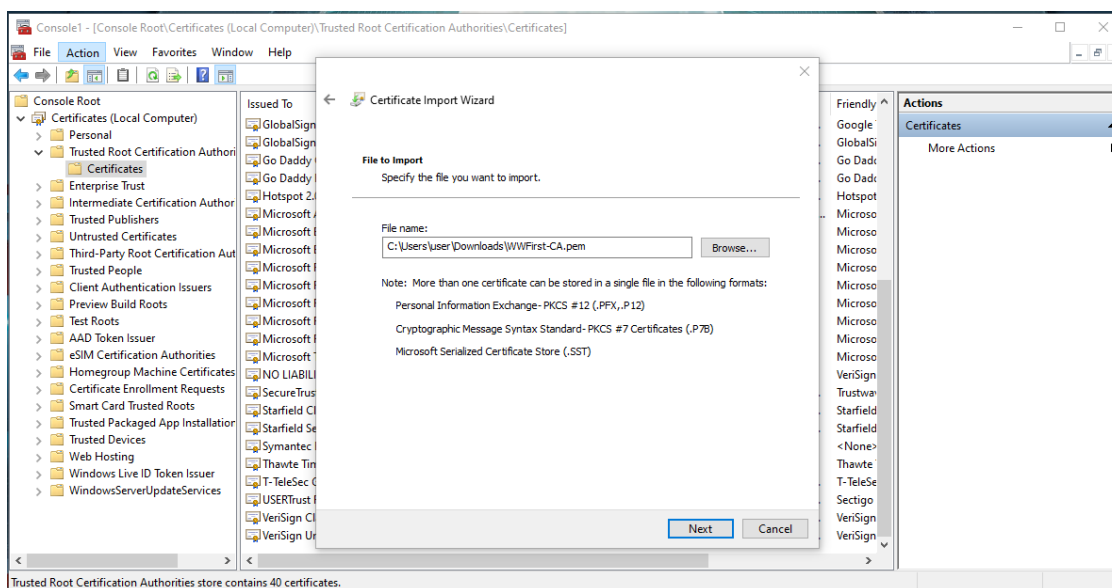 Console1 - [Console Root\Certificates (Local Computer)\Trusted Root Certification Authorities\Certificates]
File Action View Favorites Window Help
Console Root
Certificates (Local Computer)
Personal
Trusted Root Certification Authori
Certificates
Enterprise Trust
Intermediate Certification Author
Trusted Publishers
Untrusted Certificates
Third-Party Root Certification Aut
Trusted People
Client Authentication Issuers
Preview Build Roots
Test Roots
AAD Token Issuer
eSIM Certification Authorities
Homegroup Machine Certificates
Certificate Enrollment Requests
Smart Card Trusted Roots
Trusted Packaged App Installation
Trusted Devices
Web Hosting
Windows Live ID Token Issuer
WindowsServerUpdateServices
Issued To
GlobalSign
GlobalSign
Go Daddy
Go Daddy
Hotspot 2.
Microsoft
Microsoft
Microsoft
Microsoft
Microsoft
Microsoft
Microsoft
Microsoft
Microsoft
NO LIABILI
SecureTrus
Starfield Cl
Starfield Se
Symantec
Thawte Tim
T-TeleSec
USERTrust
VeriSign Cl
VeriSign Un
Certificate Import Wizard
File to Import
Specify the file you want to import.
File name:
C:\Users\user\Downloads\WWFirst-CA.pem
Browse...
Note: More than one certificate can be stored in a single file in the following formats:
Personal Information Exchange- PKCS #12 (.PFX,.P12)
Cryptographic Message Syntax Standard- PKCS #7 Certificates (.P7B)
Microsoft Serialized Certificate Store (.SST)
Next Cancel
Friendly
Google
GlobalSi
Go Dadd
Go Dadd
Hotspot
Microso
Microso
Microso
Microso
Microso
Microso
Microso
Microso
Microso
VeriSign
Trustwa
Starfield
Starfield
<None>
Thawte
T-TeleSe
Sectigo
VeriSign
VeriSign
Actions
Certificates
More Actions
Trusted Root Certification Authorities store contains 40 certificates.